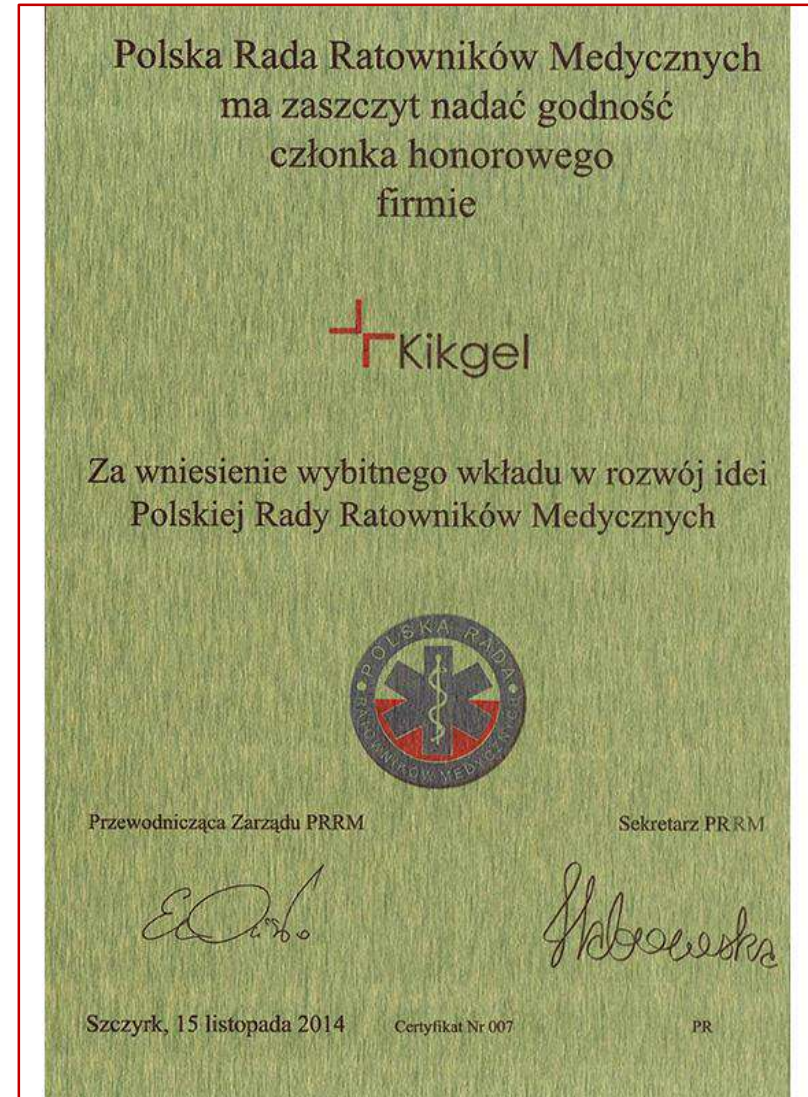 Polska Rada Ratowników Medycznych
ma zaszczyt nadać godność
członka honorowego
firmie
Kikgel
Za wniesienie wybitnego wkładu w rozwój idei
Polskiej Rady Ratowników Medycznych
POLSKA RADA
RATOWNIKÓW MEDYCZNYCH
Przewodnicząca Zarządu PRRM Sekretarz PRRM
Szczyrk, 15 listopada 2014 Certyfikat Nr 007 PR